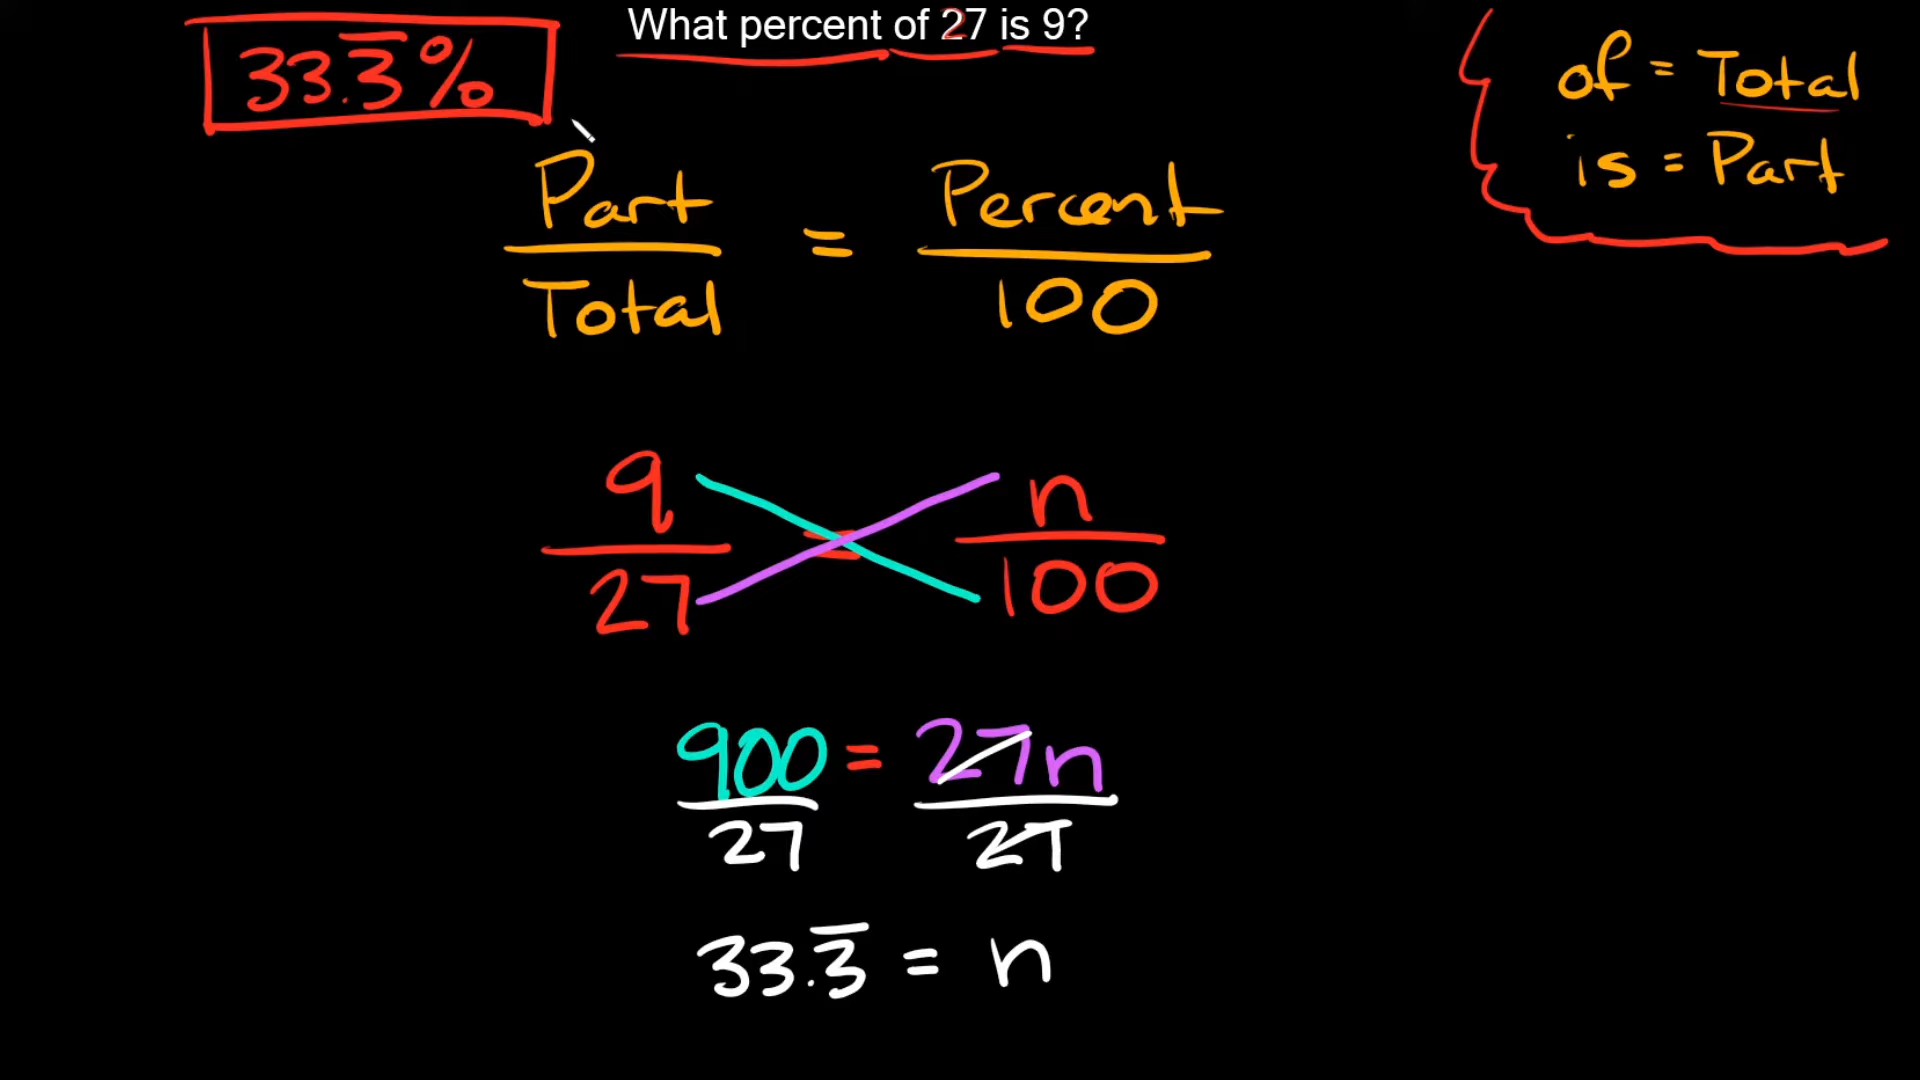 What percent of 27 is 9?
33.3̅%
of = Total
is = Part
Part/Total = Percent/100
9/27 = n/100
900/27 = 27n/27
33.3̅ = n